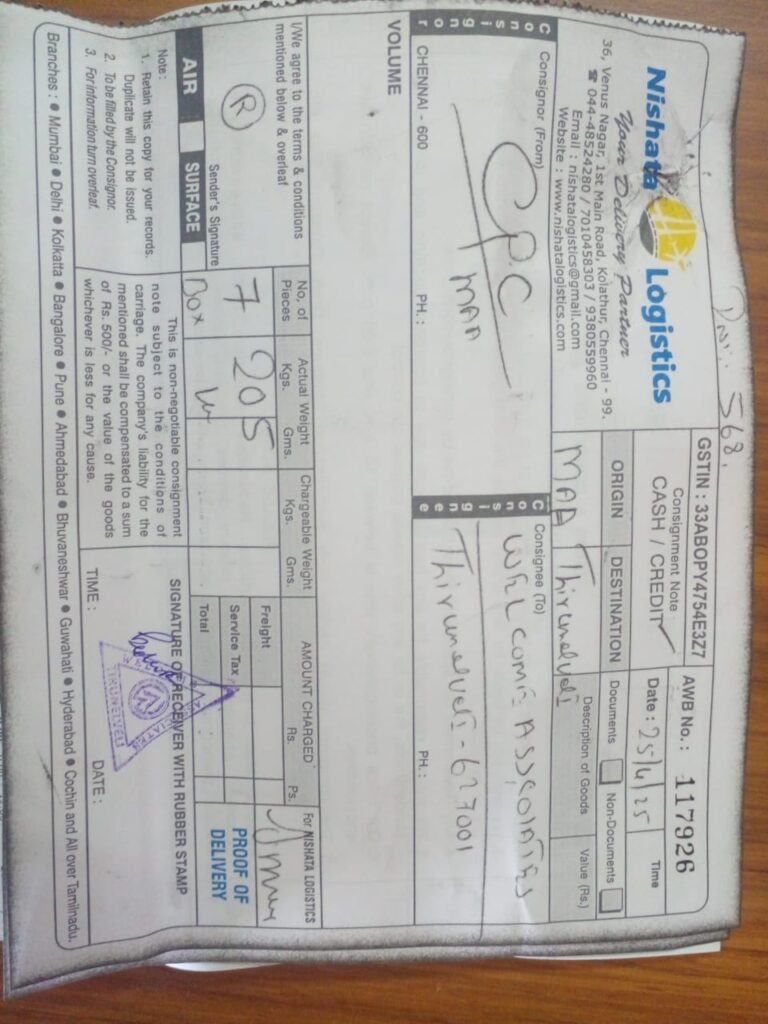 568.
Nishata Logistics
Your Delivery Partner
36, Venus Nagar, 1st Main Road, Kolathur, Chennai - 99.
☎ 044-48524280 / 7010458303 / 9380559960
Email : nishatalogistics@gmail.com
Website : www.nishatalogistics.com
GSTIN : 33ABOPY4754E3Z7
Consignment Note
CASH / CREDIT ✓
AWB No. : 117926
Date : 25/4/25
Time
ORIGIN
DESTINATION
MAA
Thirunelveli
Documents
Non-Documents
Description of Goods
Value (Rs.)
Consignor
Consignor (From)
CPC
MAA
CHENNAI - 600
PH. :
Consignee
Consignee (To)
WELCOME ASSCOIATES
Thirunelveli - 627001
PH. :
VOLUME
I/We agree to the terms & conditions
mentioned below & overleaf
R
Sender's Signature
AIR
SURFACE
No. of Pieces
Actual Weight
Kgs. Gms.
Chargeable Weight
Kgs. Gms.
AMOUNT CHARGED
Rs. Ps.
7
Box
205
Freight
Service Tax
Total
For NISHATA LOGISTICS
PROOF OF
DELIVERY
Note :
1. Retain this copy for your records.
Duplicate will not be issued.
2. To be filled by the Consignor.
3. For information turn overleaf.
This is non-negotiable consignment
note subject to the conditions of
carriage. The company's liability for the
mentioned shall be compensated to a sum
of Rs. 500/- or the value of the goods
whichever is less for any cause.
SIGNATURE OF RECEIVER WITH RUBBER STAMP
TIRUNELVELI
TIME :
DATE :
Branches : ● Mumbai ● Delhi ● Kolkatta ● Bangalore ● Pune ● Ahmedabad ● Bhuvaneshwar ● Guwahati ● Hyderabad ● Cochin and All over Tamilnadu.